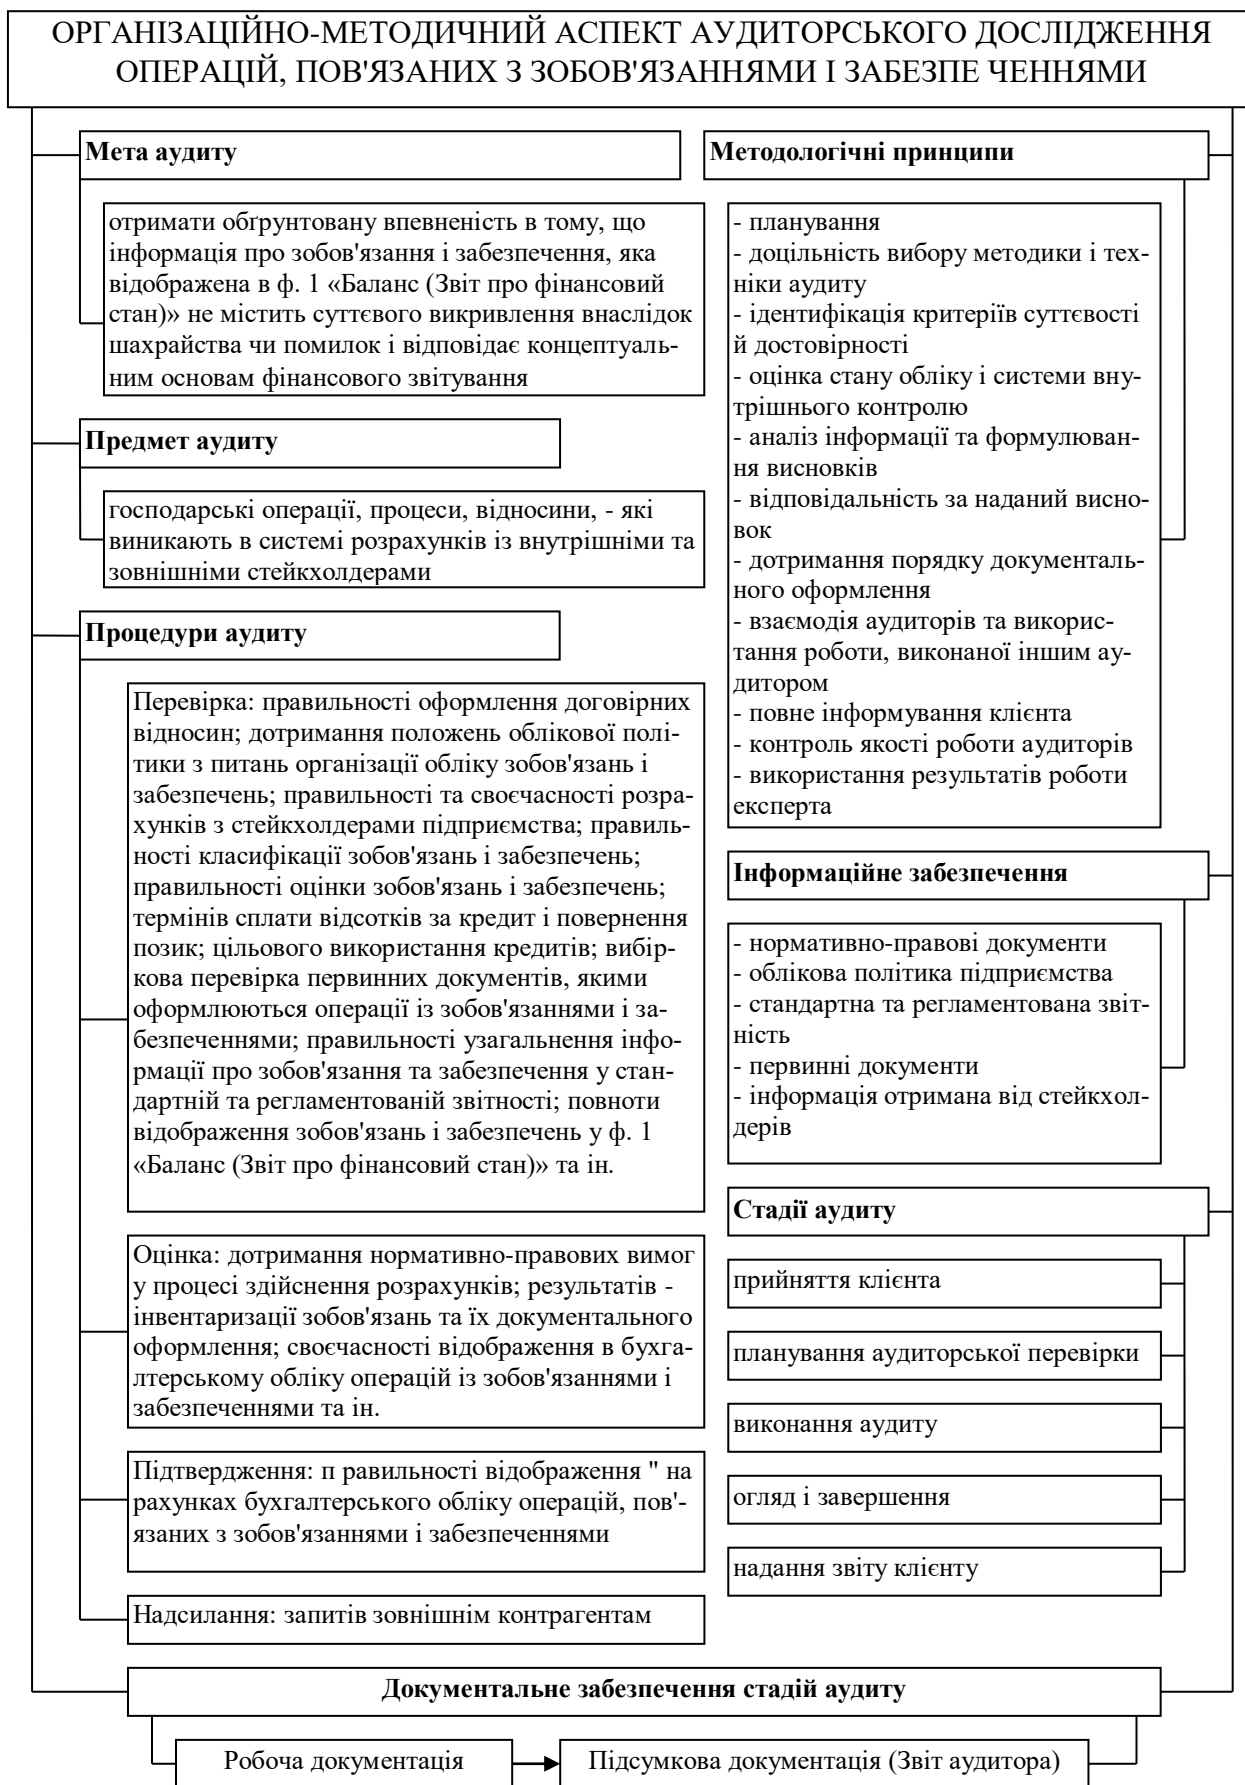 ОРГАНІЗАЦІЙНО-МЕТОДИЧНИЙ АСПЕКТ АУДИТОРСЬКОГО ДОСЛІДЖЕННЯ
ОПЕРАЦІЙ, ПОВ'ЯЗАНИХ З ЗОБОВ'ЯЗАННЯМИ І ЗАБЕЗПЕ ЧЕННЯМИ
Мета аудиту
отримати обґрунтовану впевненість в тому, що
інформація про зобов'язання і забезпечення, яка
відображена в ф. 1 «Баланс (Звіт про фінансовий
стан)» не містить суттєвого викривлення внаслідок
шахрайства чи помилок і відповідає концептуаль-
ним основам фінансового звітування
Предмет аудиту
господарські операції, процеси, відносини, - які
виникають в системі розрахунків із внутрішніми та
зовнішніми стейкхолдерами
Процедури аудиту
Перевірка: правильності оформлення договірних
відносин; дотримання положень облікової полі-
тики з питань організації обліку зобов'язань і
забезпечень; правильності та своєчасності розра-
хунків з стейкхолдерами підприємства; правиль-
ності класифікації зобов'язань і забезпечень;
правильності оцінки зобов'язань і забезпечень;
термінів сплати відсотків за кредит і повернення
позик; цільового використання кредитів; вибір-
кова перевірка первинних документів, якими
оформлюються операції із зобов'язаннями і за-
безпеченнями; правильності узагальнення інфо-
рмації про зобов'язання та забезпечення у стан-
дартній та регламентованій звітності; повноти
відображення зобов'язань і забезпечень у ф. 1
«Баланс (Звіт про фінансовий стан)» та ін.
Оцінка: дотримання нормативно-правових вимог
у процесі здійснення розрахунків; результатів -
інвентаризації зобов'язань та їх документального
оформлення; своєчасності відображення в бухга-
лтерському обліку операцій із зобов'язаннями і
забезпеченнями та ін.
Підтвердження: п равильності відображення " на
рахунках бухгалтерського обліку операцій, пов'-
язаних з зобов'язаннями і забезпеченнями
Надсилання: запитів зовнішнім контрагентам
Методологічні принципи
- планування
- доцільність вибору методики і тех-
ніки аудиту
- ідентифікація критеріїв суттєвості
й достовірності
- оцінка стану обліку і системи вну-
трішнього контролю
- аналіз інформації та формулюван-
ня висновків
- відповідальність за наданий висно-
вок
- дотримання порядку документаль-
ного оформлення
- взаємодія аудиторів та викорис-
тання роботи, виконаної іншим ау-
дитором
- повне інформування клієнта
- контроль якості роботи аудиторів
- використання результатів роботи
експерта
Інформаційне забезпечення
- нормативно-правові документи
- облікова політика підприємства
- стандартна та регламентована звіт-
ність
- первинні документи
- інформація отримана від стейкхол-
дерів
Стадії аудиту
прийняття клієнта
планування аудиторської перевірки
виконання аудиту
огляд і завершення
надання звіту клієнту
Документальне забезпечення стадій аудиту
Робоча документація
Підсумкова документація (Звіт аудитора)